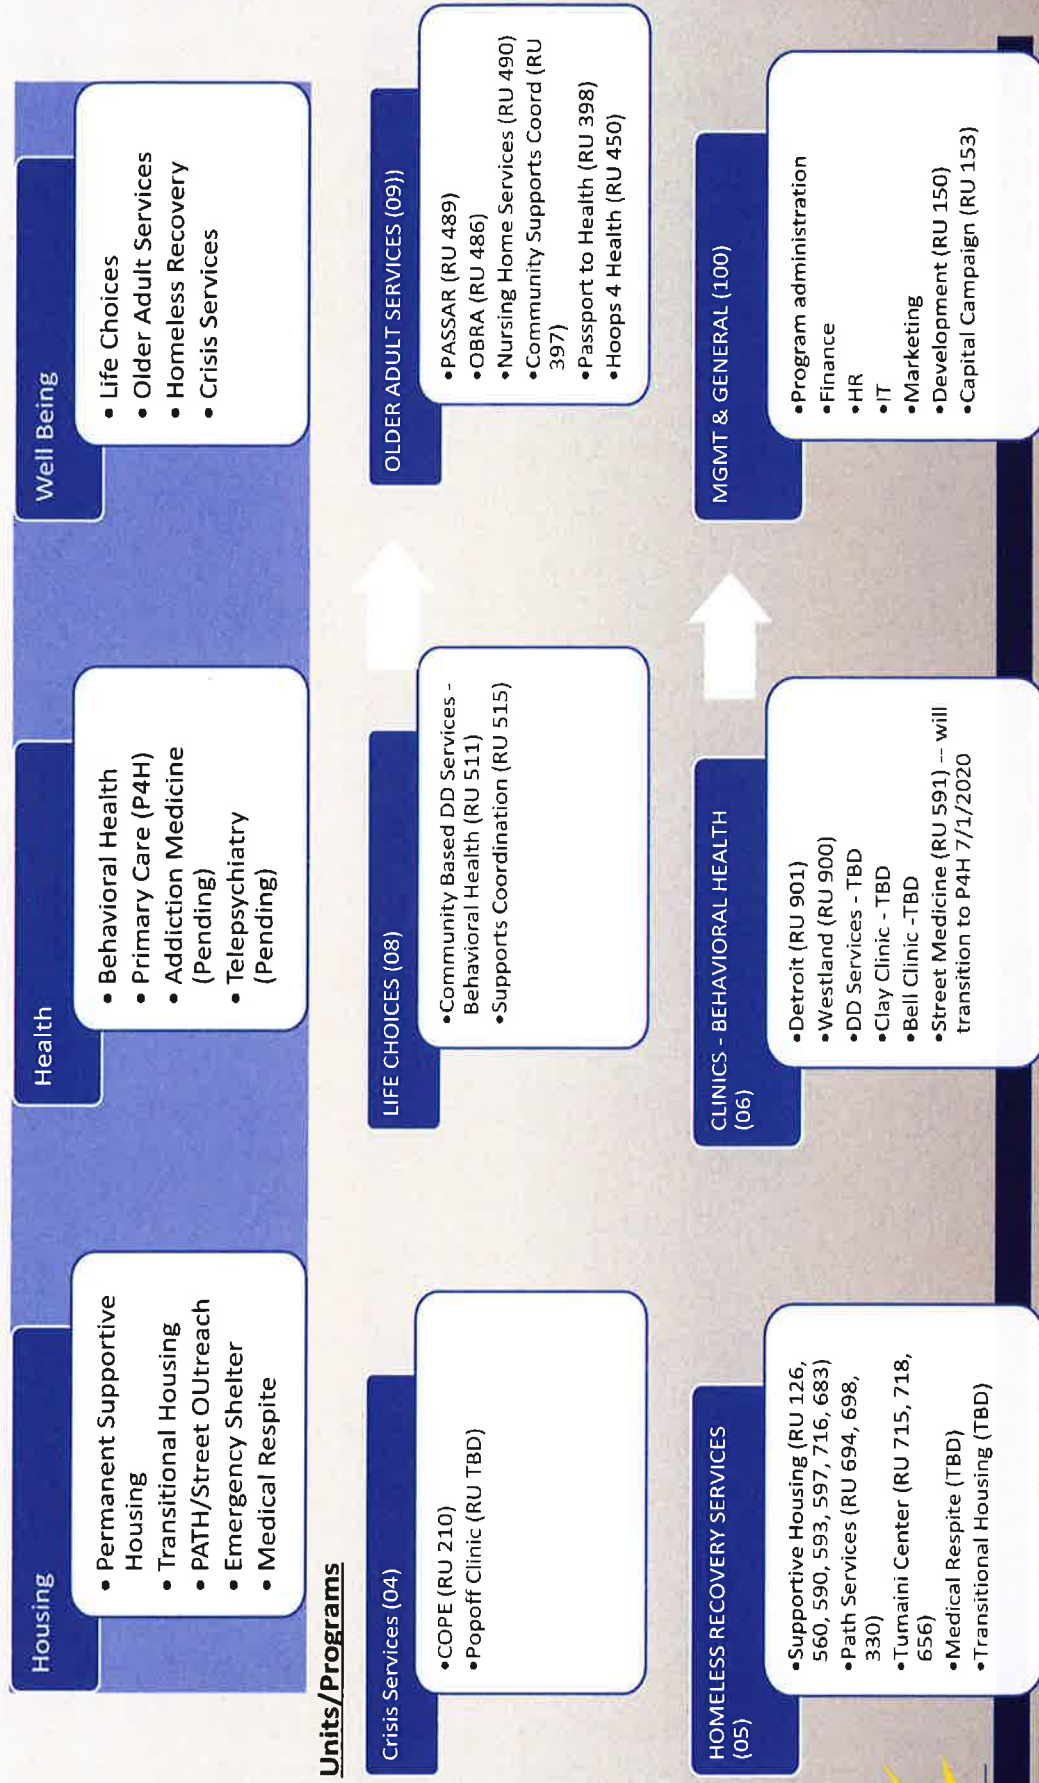 Housing
• Permanent Supportive
Housing
• Transitional Housing
• PATH/Street OUtreach
• Emergency Shelter
• Medical Respite
Health
• Behavioral Health
• Primary Care (P4H)
• Addiction Medicine
(Pending)
• Telepsychiatry
(Pending)
Well Being
• Life Choices
• Older Adult Services
• Homeless Recovery
• Crisis Services
Units/Programs
Crisis Services (04)
•COPE (RU 210)
•Popoff Clinic (RU TBD)
LIFE CHOICES (08)
•Community Based DD Services -
Behavioral Health (RU 511)
•Supports Coordination (RU 515)
OLDER ADULT SERVICES (09))
•PASSAR (RU 489)
•OBRA (RU 486)
•Nursing Home Services (RU 490)
•Community Supports Coord (RU
397)
•Passport to Health (RU 398)
•Hoops 4 Health (RU 450)
HOMELESS RECOVERY SERVICES
(05)
•Supportive Housing (RU 126,
560, 590, 593, 597, 716, 683)
•Path Services (RU 694, 698,
330)
•Tumaini Center (RU 715, 718,
656)
•Medical Respite (TBD)
•Transitional Housing (TBD)
CLINICS - BEHAVIORAL HEALTH
(06)
•Detroit (RU 901)
•Westland (RU 900)
•DD Services - TBD
•Clay Clinic - TBD
•Bell Clinic -TBD
•Street Medicine (RU 591) -- will
transition to P4H 7/1/2020
MGMT & GENERAL (100)
•Program administration
•Finance
•HR
•IT
•Marketing
•Development (RU 150)
•Capital Campaign (RU 153)